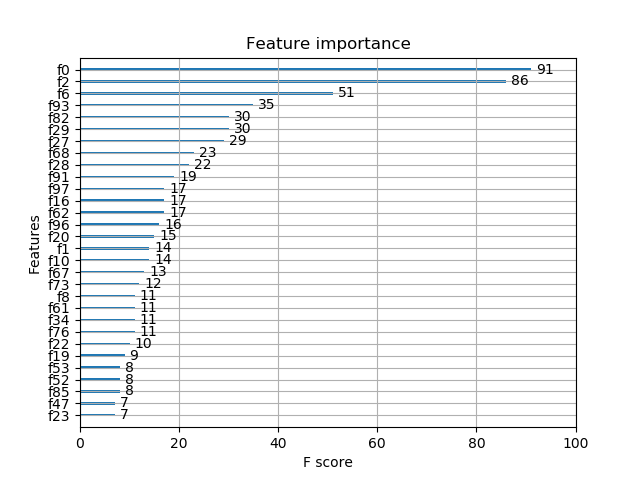 Feature importance
f0 91
f2 86
f6 51
f93 35
f82 30
f29 30
f27 29
f68 23
f28 22
f91 19
f97 17
f16 17
f62 17
f96 16
f20 15
f1 14
f10 14
f67 13
f73 12
f8 11
f61 11
f34 11
f76 11
f22 10
f19 9
f53 8
f52 8
f85 8
f47 7
f23 7
Features
0 20 40 60 80 100
F score